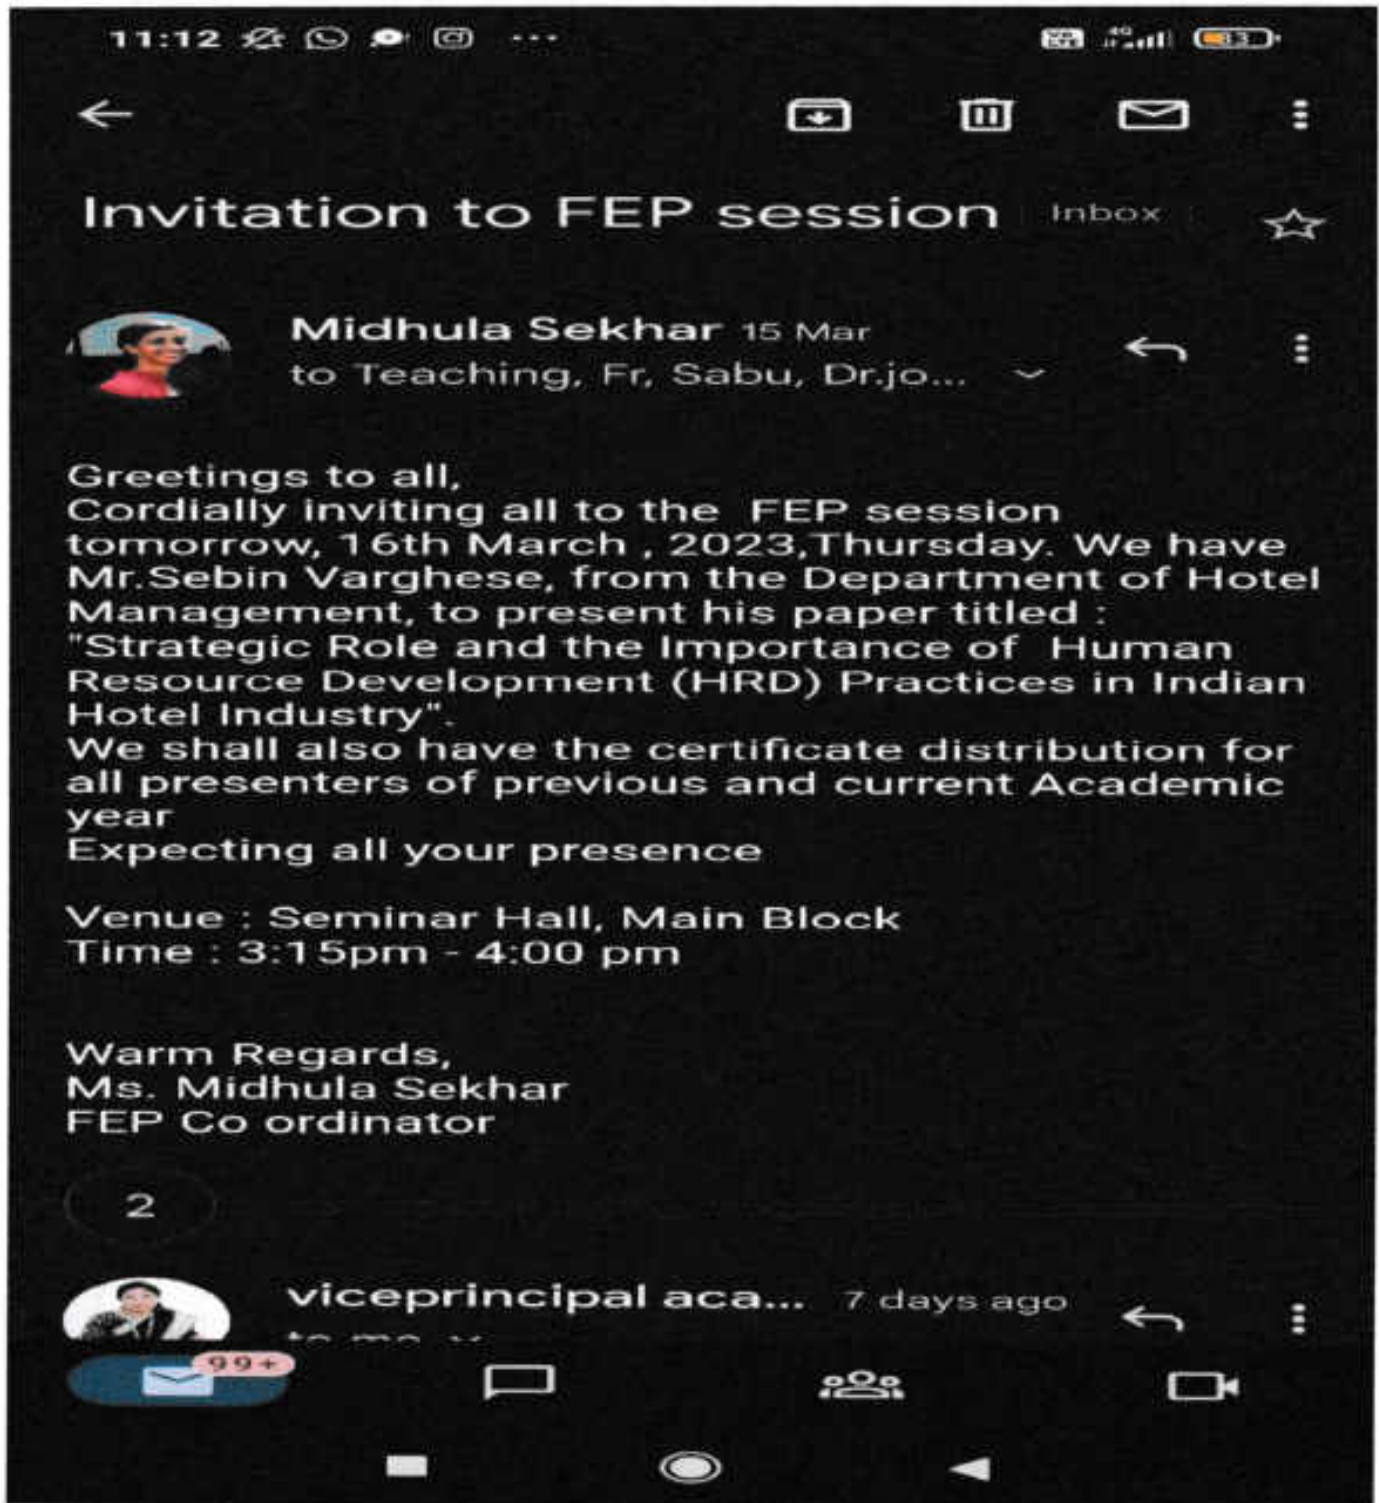 11:12
4G
33
Invitation to FEP session Inbox
Midhula Sekhar 15 Mar
to Teaching, Fr, Sabu, Dr.jo...
Greetings to all,
Cordially inviting all to the FEP session
tomorrow, 16th March , 2023,Thursday. We have
Mr.Sebin Varghese, from the Department of Hotel
Management, to present his paper titled :
"Strategic Role and the Importance of Human
Resource Development (HRD) Practices in Indian
Hotel Industry".
We shall also have the certificate distribution for
all presenters of previous and current Academic
year
Expecting all your presence
Venue : Seminar Hall, Main Block
Time : 3:15pm - 4:00 pm
Warm Regards,
Ms. Midhula Sekhar
FEP Co ordinator
2
viceprincipal aca... 7 days ago
to me
99+